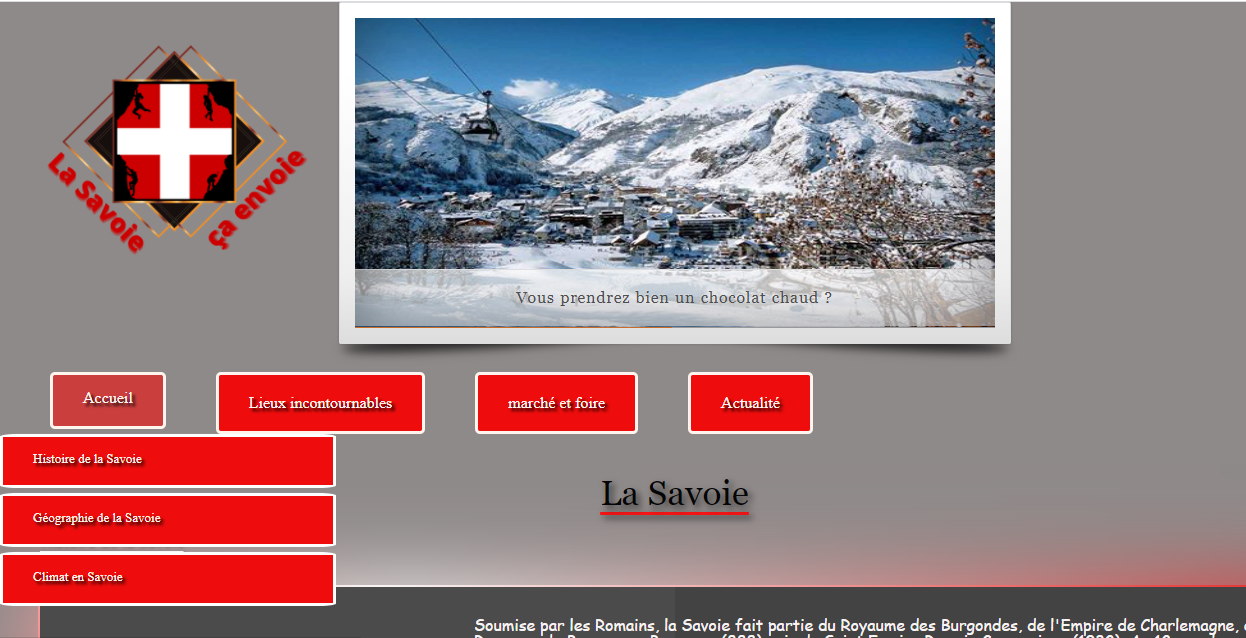 La Savoie
ça envoie
Vous prendrez bien un chocolat chaud ?
Accueil
Lieux incontournables
marché et foire
Actualité
Histoire de la Savoie
Géographie de la Savoie
Climat en Savoie
La Savoie
Soumise par les Romains, la Savoie fait partie du Royaume des Burgondes, de l'Empire de Charlemagne,